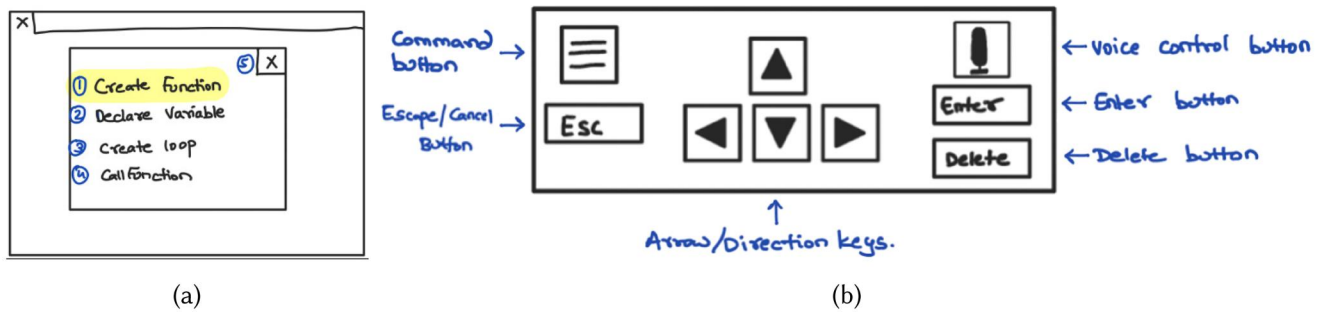 X
⑤ X
① Create Function
② Declare Variable
③ Create loop
④ Call Function
(a)
Command
button
Escape/Cancel
Button
Esc
Enter
Delete
Voice control button
Enter button
Delete button
Arrow/Direction keys.
(b)